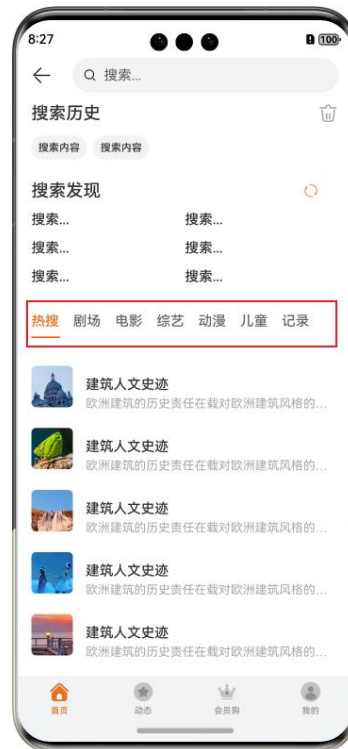 8:27
100
搜索...
搜索历史
搜索内容 搜索内容
搜索发现
搜索... 搜索...
搜索... 搜索...
搜索... 搜索...
热搜 剧场 电影 综艺 动漫 儿童 记录
建筑人文史迹
欧洲建筑的历史责任在载对欧洲建筑风格的...
建筑人文史迹
欧洲建筑的历史责任在载对欧洲建筑风格的...
建筑人文史迹
欧洲建筑的历史责任在载对欧洲建筑风格的...
建筑人文史迹
欧洲建筑的历史责任在载对欧洲建筑风格的...
建筑人文史迹
欧洲建筑的历史责任在载对欧洲建筑风格的...
首页 动态 会员购 我的